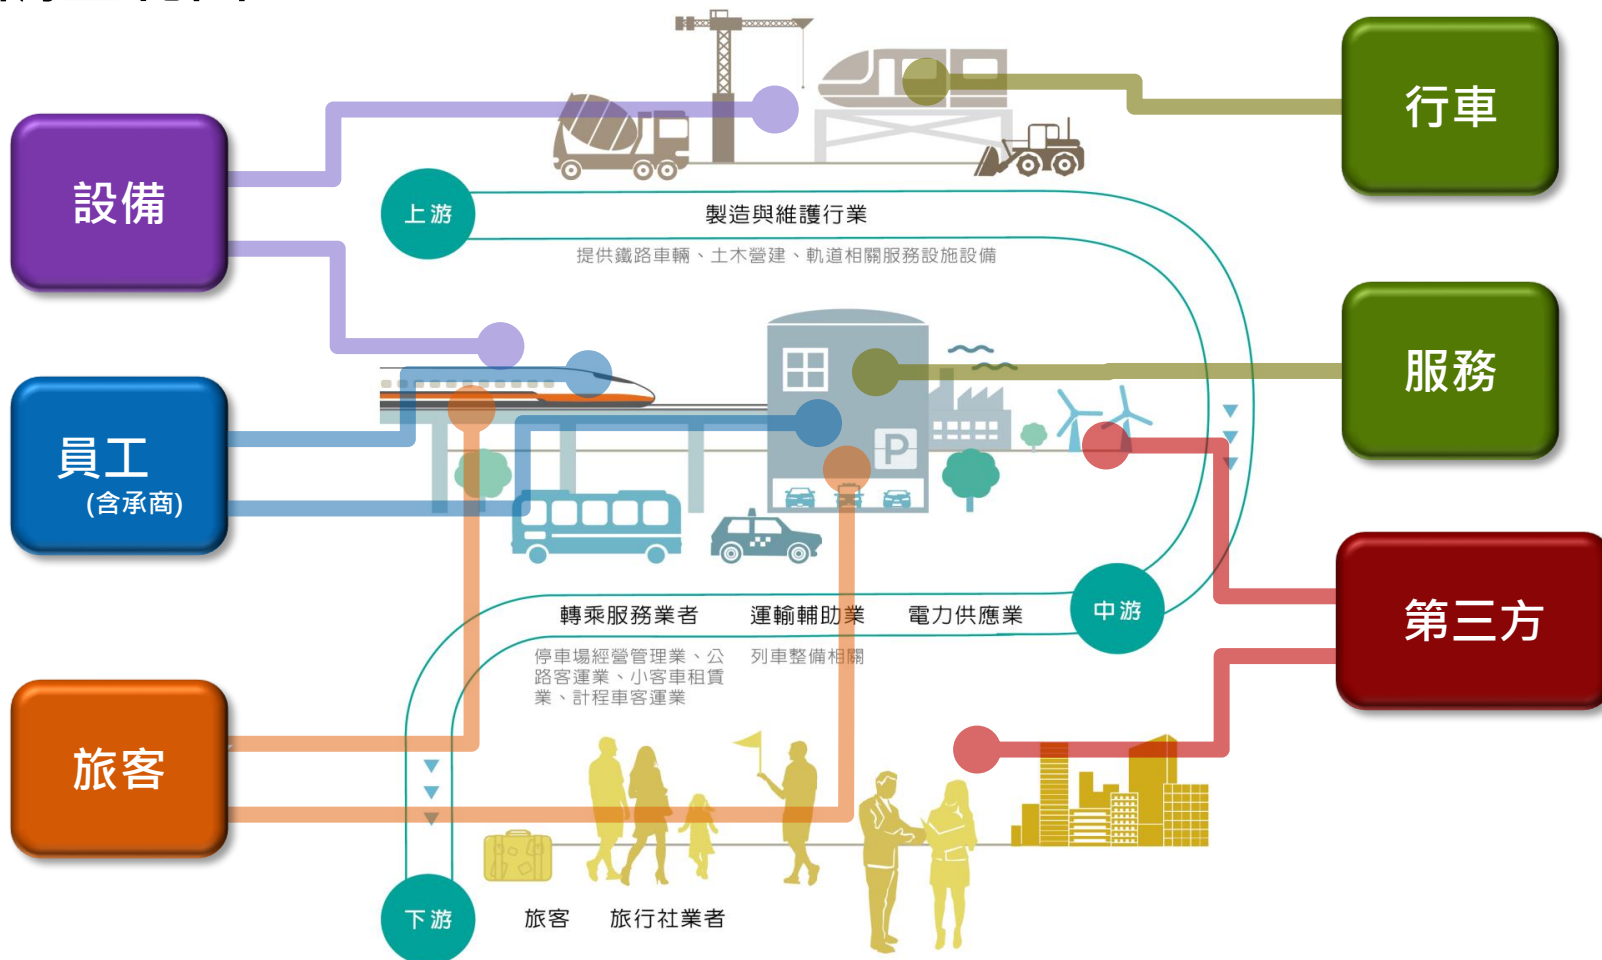 行車
設備
上游
製造與維護行業
提供鐵路車輛、土木營建、軌道相關服務設施設備
服務
員工
(含承商)
P
第三方
中游
轉乘服務業者
運輸輔助業
電力供應業
停車場經營管理業、公
路客運業、小客車租賃
業、計程車客運業
列車整備相關
旅客
下游
旅客
旅行社業者